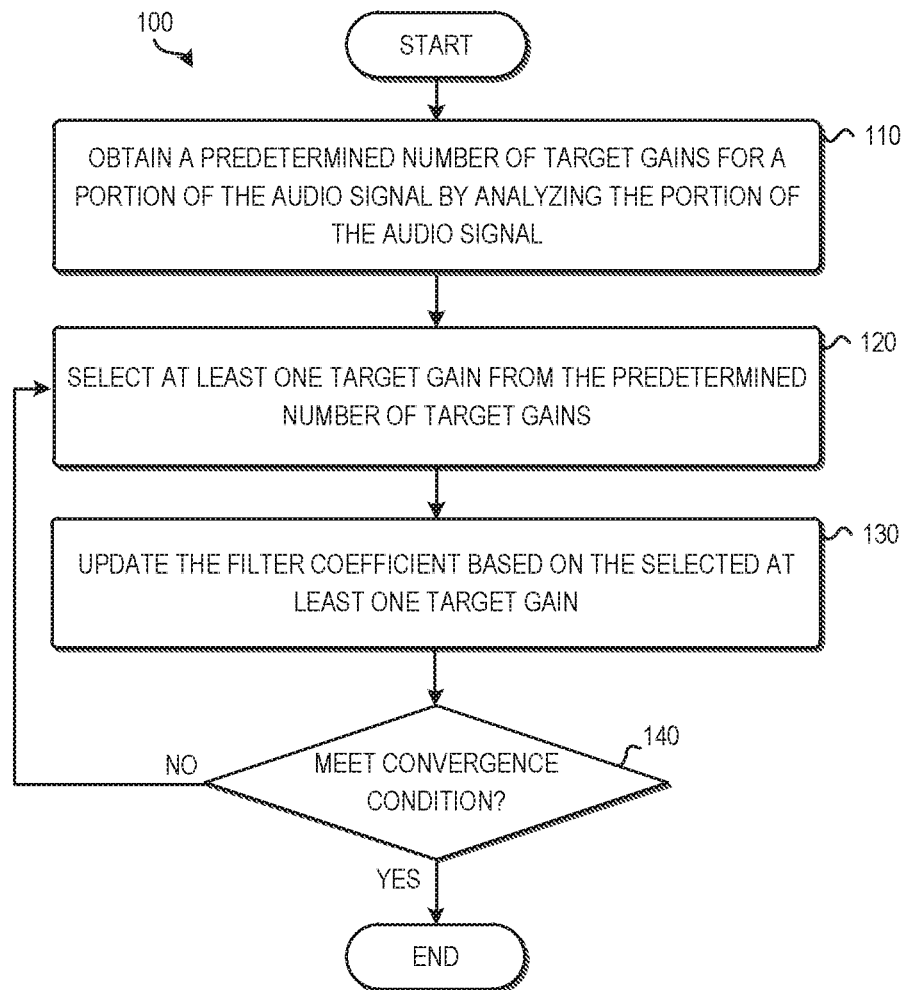 100
START
110
OBTAIN A PREDETERMINED NUMBER OF TARGET GAINS FOR A
PORTION OF THE AUDIO SIGNAL BY ANALYZING THE PORTION OF
THE AUDIO SIGNAL
120
SELECT AT LEAST ONE TARGET GAIN FROM THE PREDETERMINED
NUMBER OF TARGET GAINS
130
UPDATE THE FILTER COEFFICIENT BASED ON THE SELECTED AT
LEAST ONE TARGET GAIN
140
MEET CONVERGENCE
CONDITION?
NO
YES
END